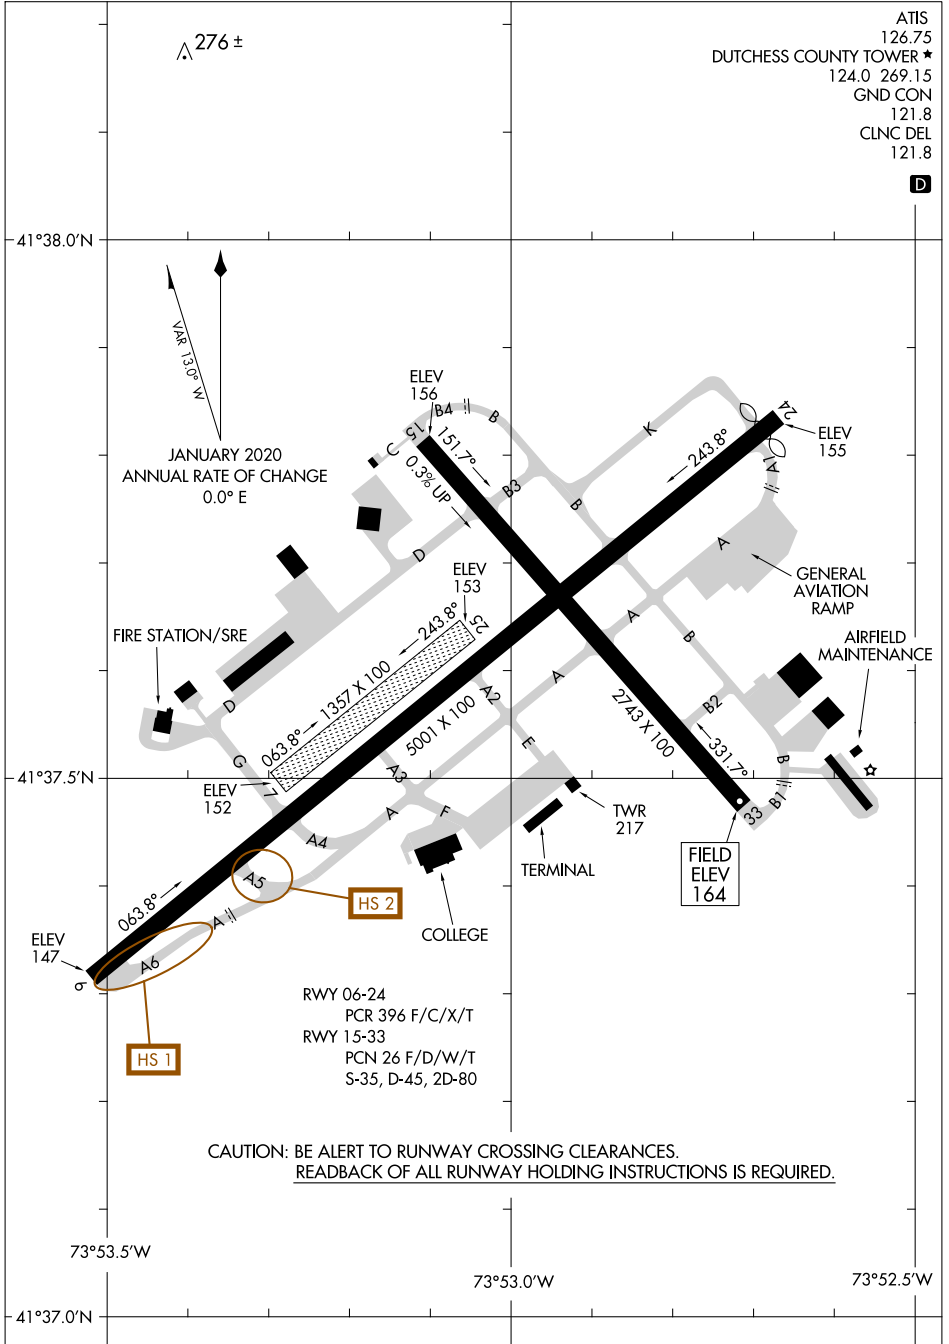 276 ±
ATIS
126.75
DUTCHESS COUNTY TOWER ★
124.0 269.15
GND CON
121.8
CLNC DEL
121.8
D
41°38.0'N
VAR 13.0° W
JANUARY 2020
ANNUAL RATE OF CHANGE
0.0° E
ELEV
156
B4
B
15
C
151.7°
0.3% UP
B3
K
24
243.8°
ELEV
155
A1
B
D
A
GENERAL
AVIATION
RAMP
ELEV
153
25
243.8°
1357 X 100
063.8°
FIRE STATION/SRE
D
G
7
ELEV
152
5001 X 100
A
A
A2
E
B
B2
2743 X 100
331.7°
AIRFIELD
MAINTENANCE
B
B1
33
41°37.5'N
A3
A
F
A4
TWR
217
TERMINAL
FIELD
ELEV
164
COLLEGE
A5
HS 2
063.8°
A
A6
ELEV
147
6
HS 1
RWY 06-24
PCR 396 F/C/X/T
RWY 15-33
PCN 26 F/D/W/T
S-35, D-45, 2D-80
CAUTION: BE ALERT TO RUNWAY CROSSING CLEARANCES.
READBACK OF ALL RUNWAY HOLDING INSTRUCTIONS IS REQUIRED.
73°53.5'W
73°53.0'W
73°52.5'W
41°37.0'N